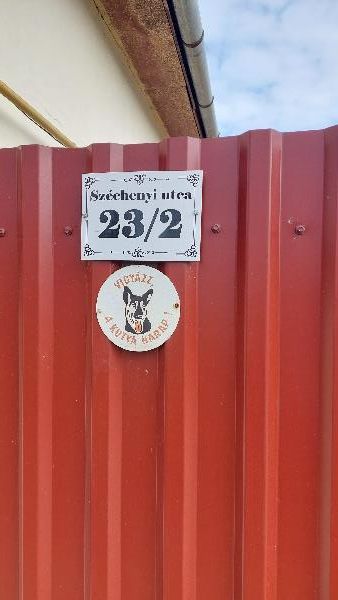 Széchenyi utca
23/2
VIGYÁZZ,
A KUTYA HARAP!